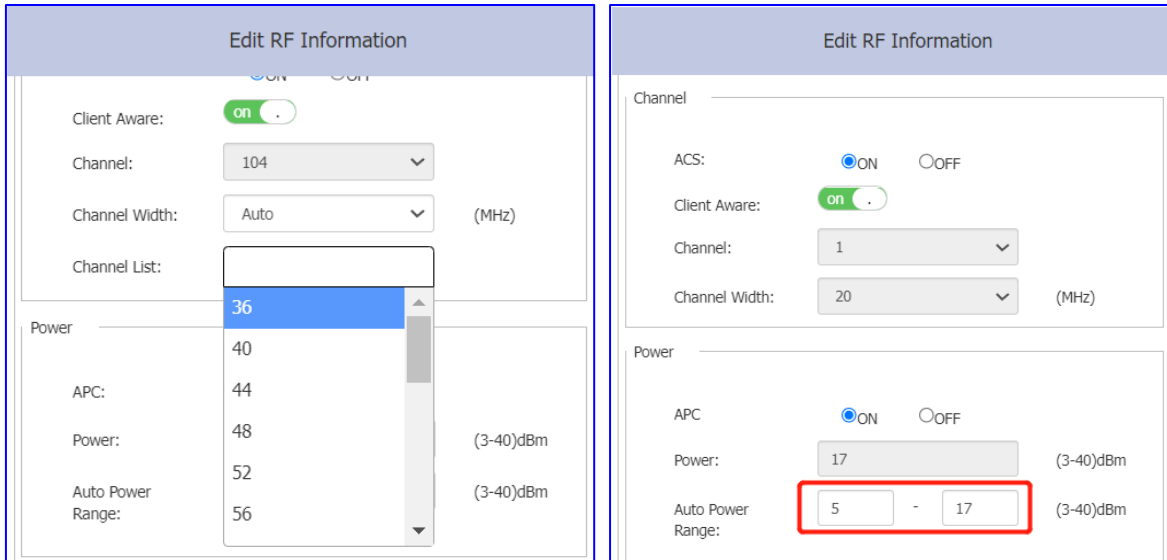 Edit RF Information
ON OFF
Client Aware: on .
Channel: 104
Channel Width: Auto (MHz)
Channel List:
36
40
44
48
52
56
Power
APC:
Power: (3-40)dBm
Auto Power Range: (3-40)dBm
Edit RF Information
Channel
ACS: ON OFF
Client Aware: on .
Channel: 1
Channel Width: 20 (MHz)
Power
APC ON OFF
Power: 17 (3-40)dBm
Auto Power 5 - 17 (3-40)dBm
Range: